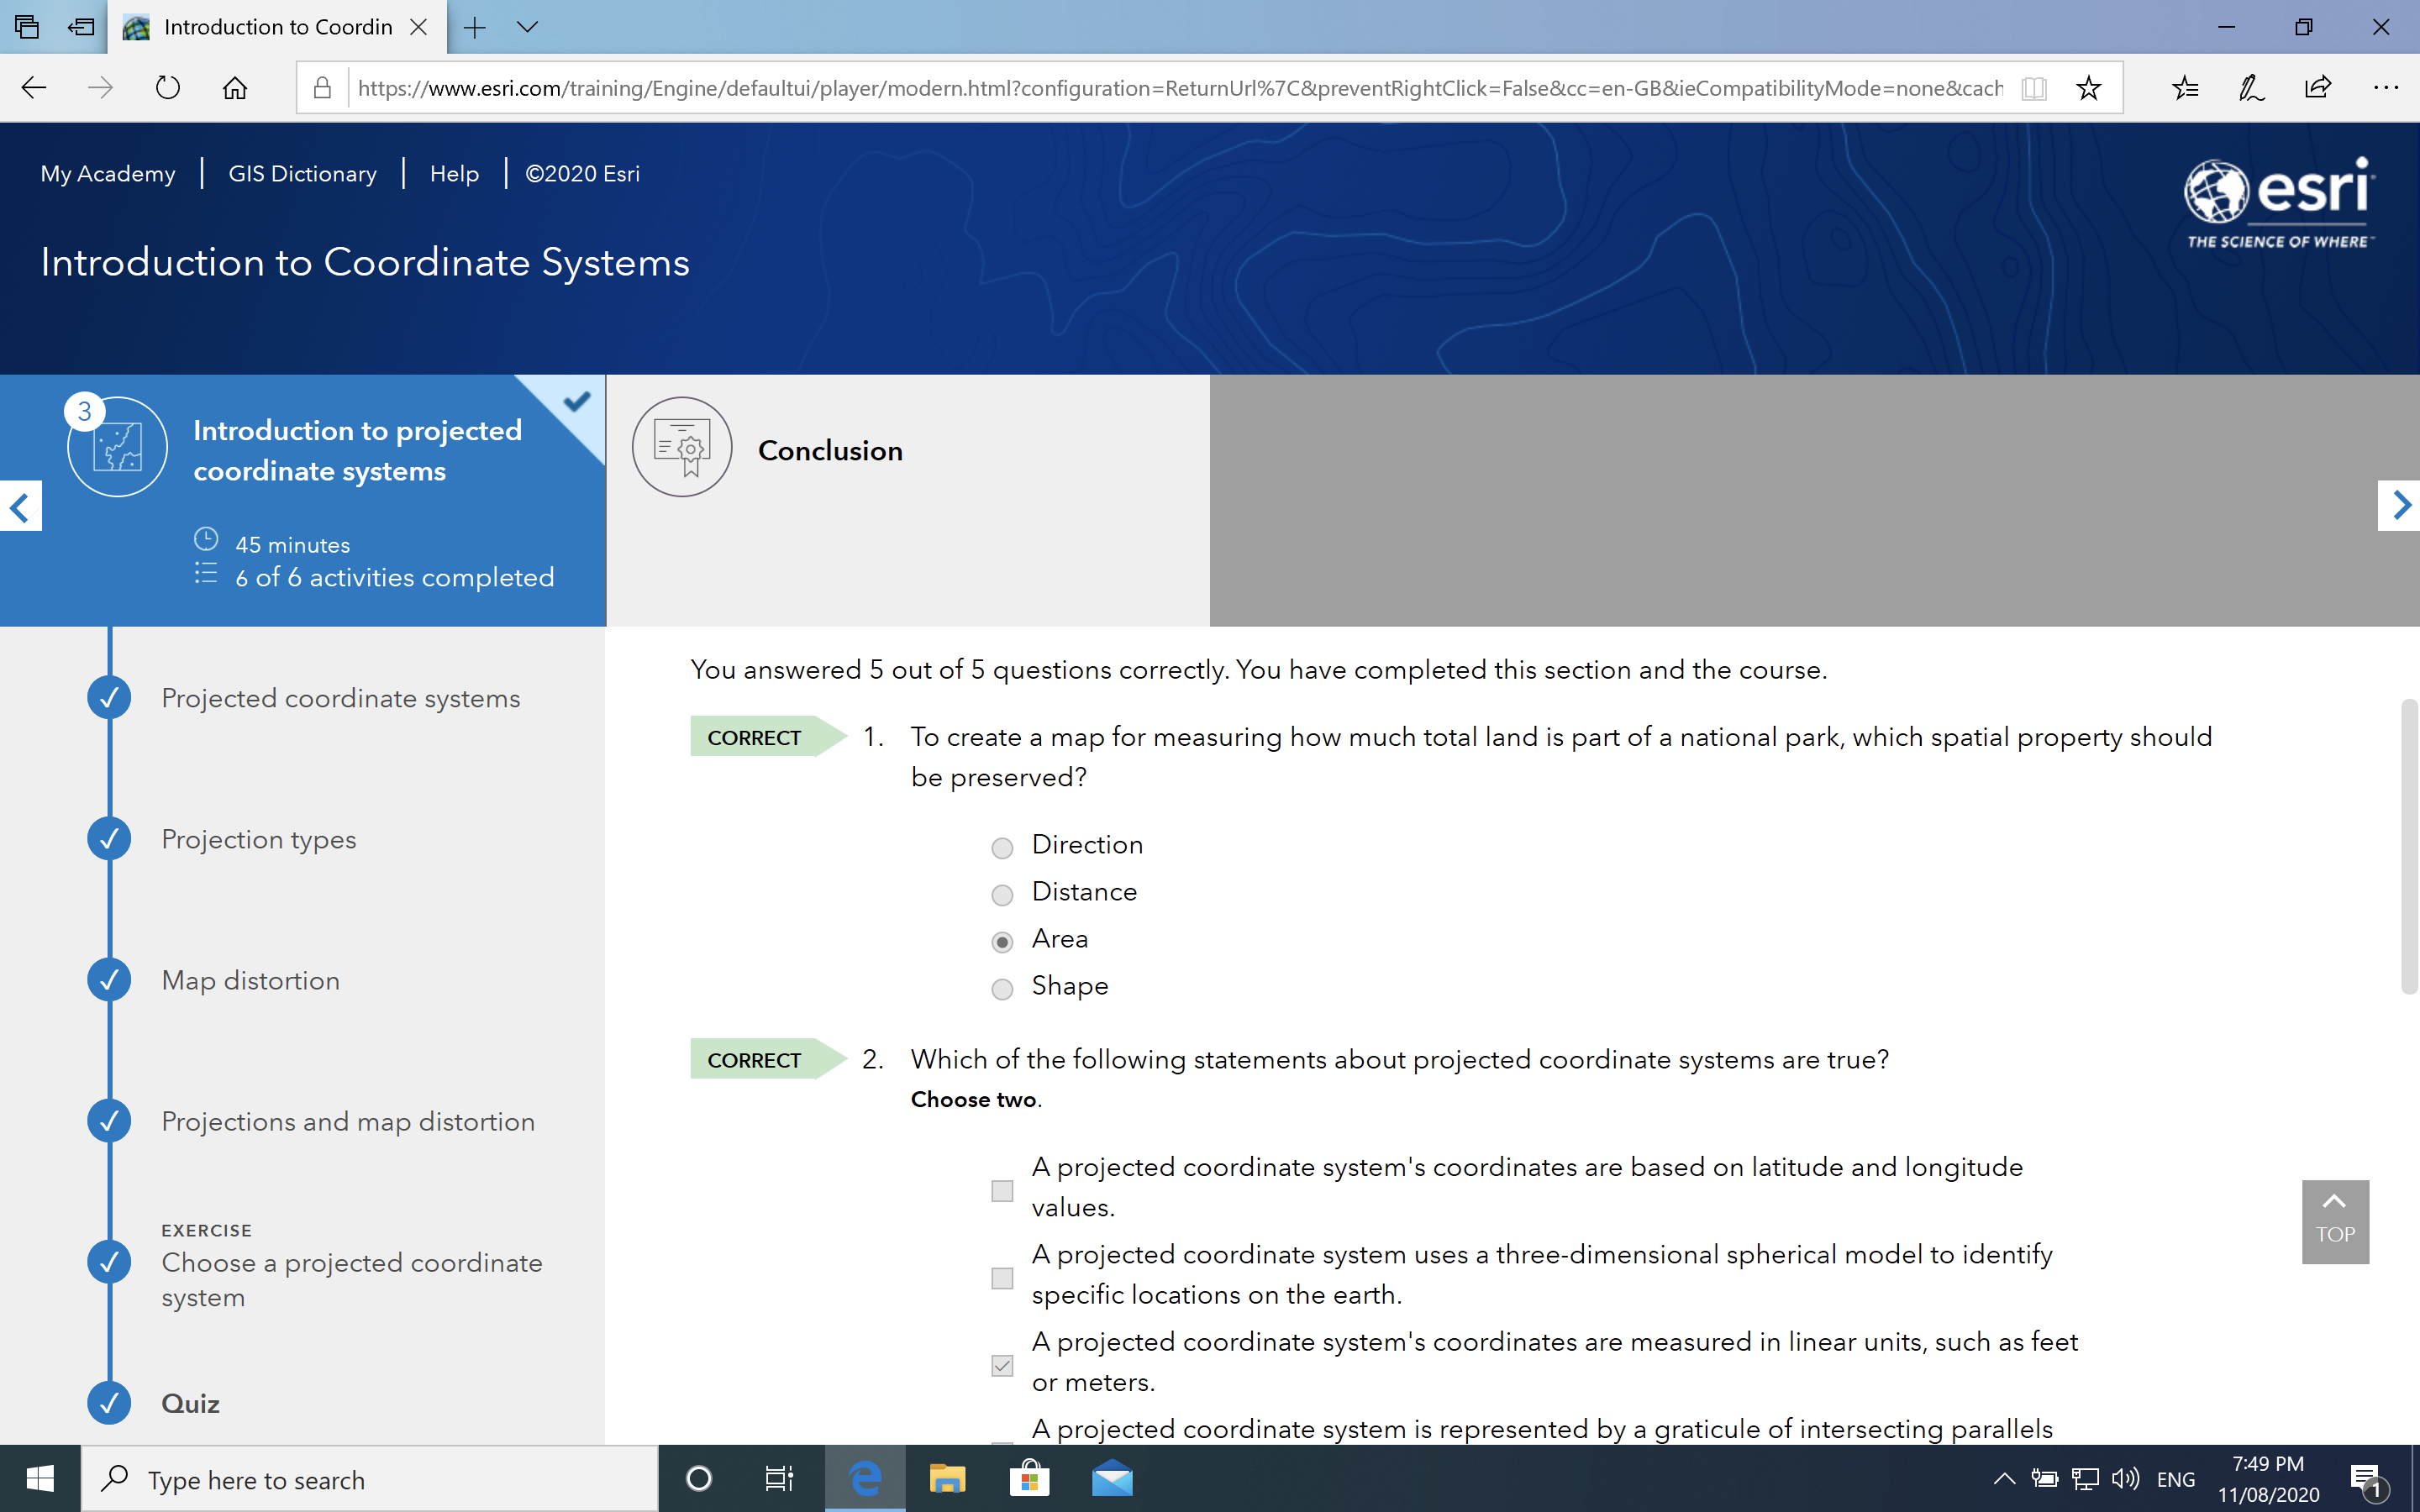 Introduction to Coordin
https://www.esri.com/training/Engine/defaultui/player/modern.html?configuration=ReturnUrl%7C&preventRightClick=False&cc=en-GB&ieCompatibilityMode=none&cach
My Academy | GIS Dictionary | Help | ©2020 Esri
esri
THE SCIENCE OF WHERE™
Introduction to Coordinate Systems
3
Introduction to projected
coordinate systems
45 minutes
6 of 6 activities completed
Conclusion
Projected coordinate systems
Projection types
Map distortion
Projections and map distortion
EXERCISE
Choose a projected coordinate
system
Quiz
You answered 5 out of 5 questions correctly. You have completed this section and the course.
CORRECT 1. To create a map for measuring how much total land is part of a national park, which spatial property should
be preserved?
Direction
Distance
Area
Shape
CORRECT 2. Which of the following statements about projected coordinate systems are true?
Choose two.
A projected coordinate system's coordinates are based on latitude and longitude
values.
A projected coordinate system uses a three-dimensional spherical model to identify
specific locations on the earth.
A projected coordinate system's coordinates are measured in linear units, such as feet
or meters.
A projected coordinate system is represented by a graticule of intersecting parallels
TOP
Type here to search
ENG
7:49 PM
11/08/2020
1